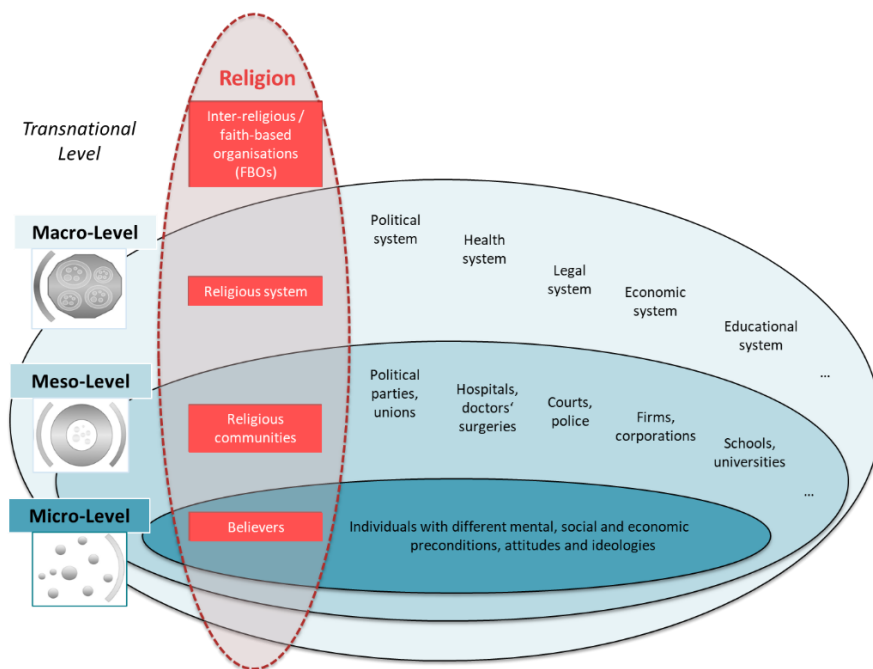 Religion
Transnational
Level
Inter-religious /
faith-based
organisations
(FBOs)
Macro-Level
Political
system
Health
system
Legal
system
Economic
system
Educational
system
...
Religious system
Meso-Level
Political
parties,
unions
Hospitals,
doctors‘
surgeries
Courts,
police
Firms,
corporations
Schools,
universities
...
Religious
communities
Micro-Level
Believers
Individuals with different mental, social and economic
preconditions, attitudes and ideologies